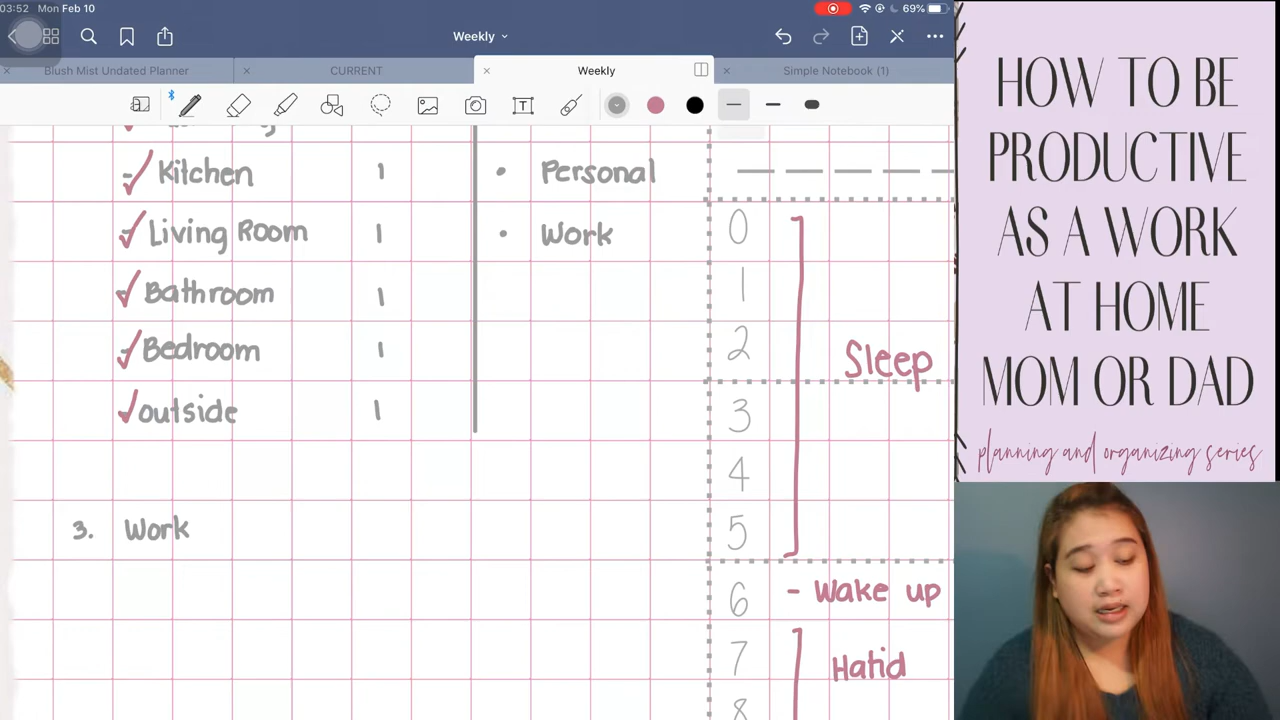 03:52 Mon Feb 10
69%
Weekly
Blush Mist Undated Planner
CURRENT
Weekly
Simple Notebook (1)
Kitchen 1
Living Room 1
Bathroom 1
Bedroom 1
outside 1
3. Work
• Personal
• Work
0
1
2
3
4
5
6
7
8
Sleep
- Wake up
Hatid
HOW TO BE
PRODUCTIVE
AS A WORK
AT HOME
MOM OR DAD
planning and organizing series